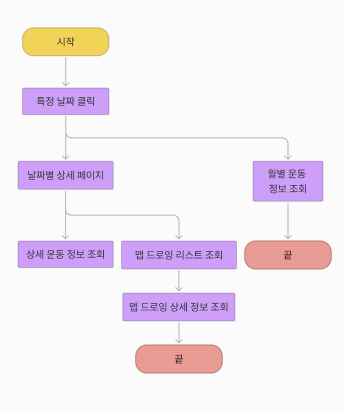 시작
특정 날짜 클릭
날짜별 상세 페이지
월별 운동
정보 조회
상세 운동 정보 조회
맵 드로잉 리스트 조회
끝
맵 드로잉 상세 정보 조회
끝